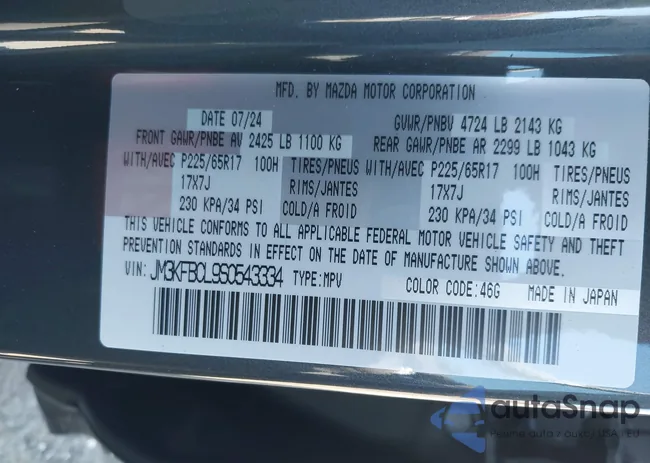 MFD. BY MAZDA MOTOR CORPORATION
DATE 07/24 GVWR/PNBV 4724 LB 2143 KG
FRONT GAWR/PNBE AV 2425 LB 1100 KG REAR GAWR/PNBE AR 2299 LB 1043 KG
WITH/AVEC P225/65R17 100H TIRES/PNEUS WITH/AVEC P225/65R17 100H TIRES/PNEUS
17X7J RIMS/JANTES 17X7J RIMS/JANTES
230 KPA/34 PSI COLD/A FROID 230 KPA/34 PSI COLD/A FROID
THIS VEHICLE CONFORMS TO ALL APPLICABLE FEDERAL MOTOR VEHICLE SAFETY AND THEFT
PREVENTION STANDARDS IN EFFECT ON THE DATE OF MANUFACTURE SHOWN ABOVE.
VIN: JM3KFBCL9S0543334 TYPE:MPV COLOR CODE:46G MADE IN JAPAN
autoSnap